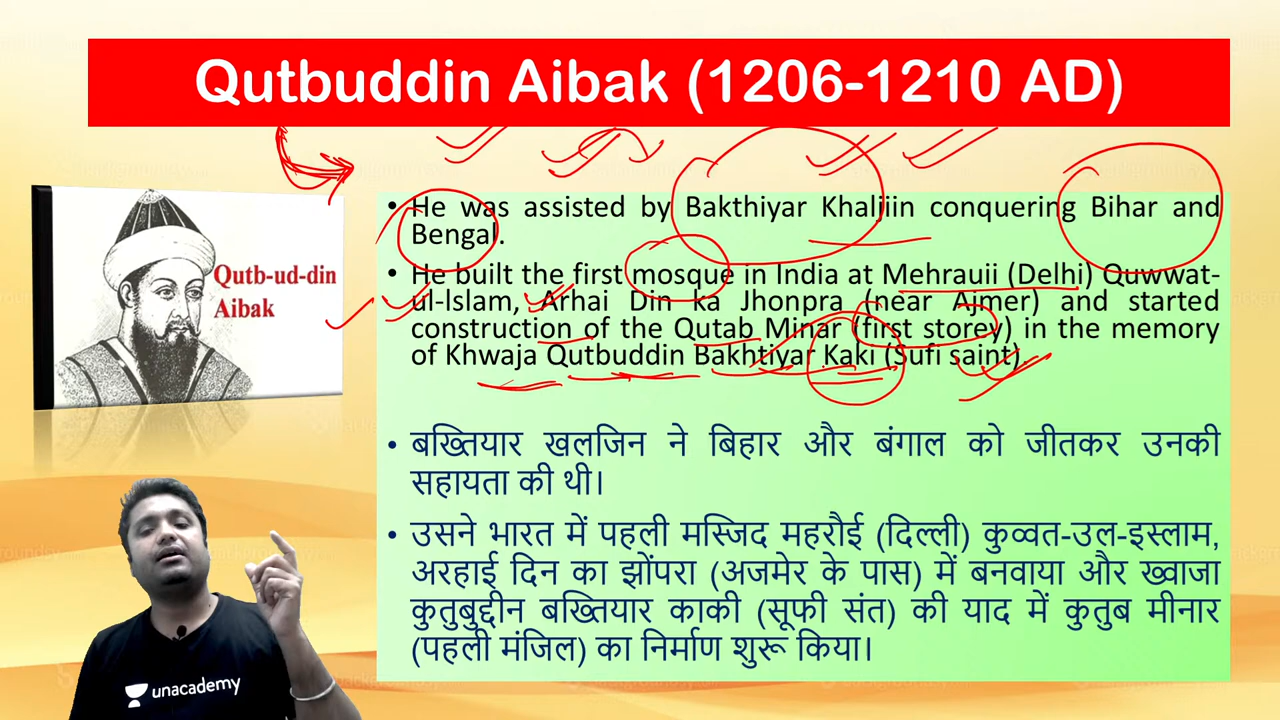 Qutbuddin Aibak (1206-1210 AD)
Qutb-ud-din
Aibak
• He was assisted by Bakthiyar Khaljiin conquering Bihar and
Bengal.
• He built the first mosque in India at Mehrauii (Delhi) Quwwat-
ul-Islam, Arhai Din ka Jhonpra (near Ajmer) and started
construction of the Qutab Minar (first storey) in the memory
of Khwaja Qutbuddin Bakhtiyar Kaki (Sufi saint).
• बख्तियार खलजिन ने बिहार और बंगाल को जीतकर उनकी
सहायता की थी।
• उसने भारत में पहली मस्जिद महरौई (दिल्ली) कुव्वत-उल-इस्लाम,
अरहाई दिन का झोंपरा (अजमेर के पास) में बनवाया और ख्वाजा
कुतुबुद्दीन बख्तियार काकी (सूफी संत) की याद में कुतुब मीनार
(पहली मंजिल) का निर्माण शुरू किया।
unacademy